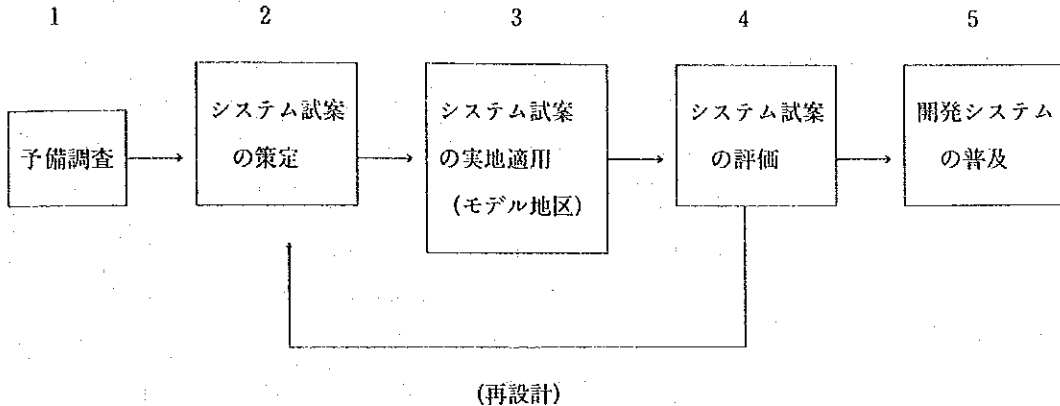 1 2 3 4 5
予備調査
システム試案
の策定
システム試案
の実地適用
(モデル地区)
システム試案
の評価
開発システム
の普及
(再設計)